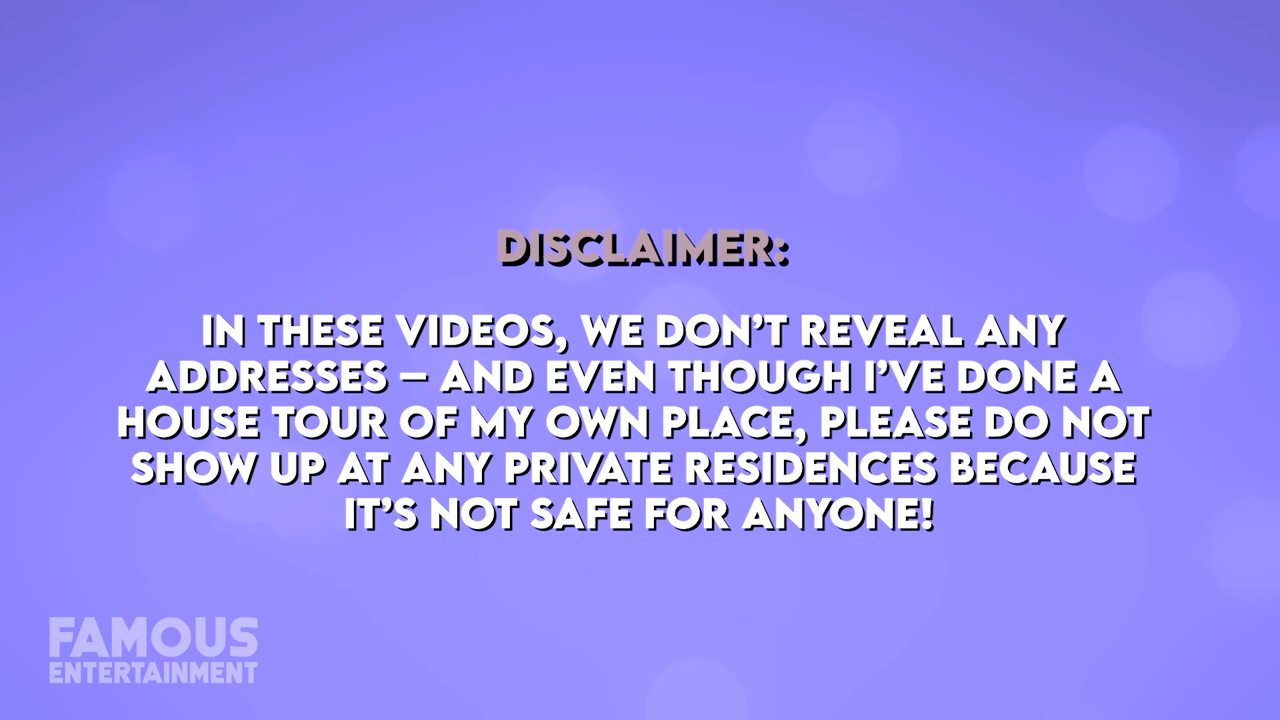 DISCLAIMER:
IN THESE VIDEOS, WE DON'T REVEAL ANY
ADDRESSES – AND EVEN THOUGH I'VE DONE A
HOUSE TOUR OF MY OWN PLACE, PLEASE DO NOT
SHOW UP AT ANY PRIVATE RESIDENCES BECAUSE
IT'S NOT SAFE FOR ANYONE!
FAMOUS
ENTERTAINMENT